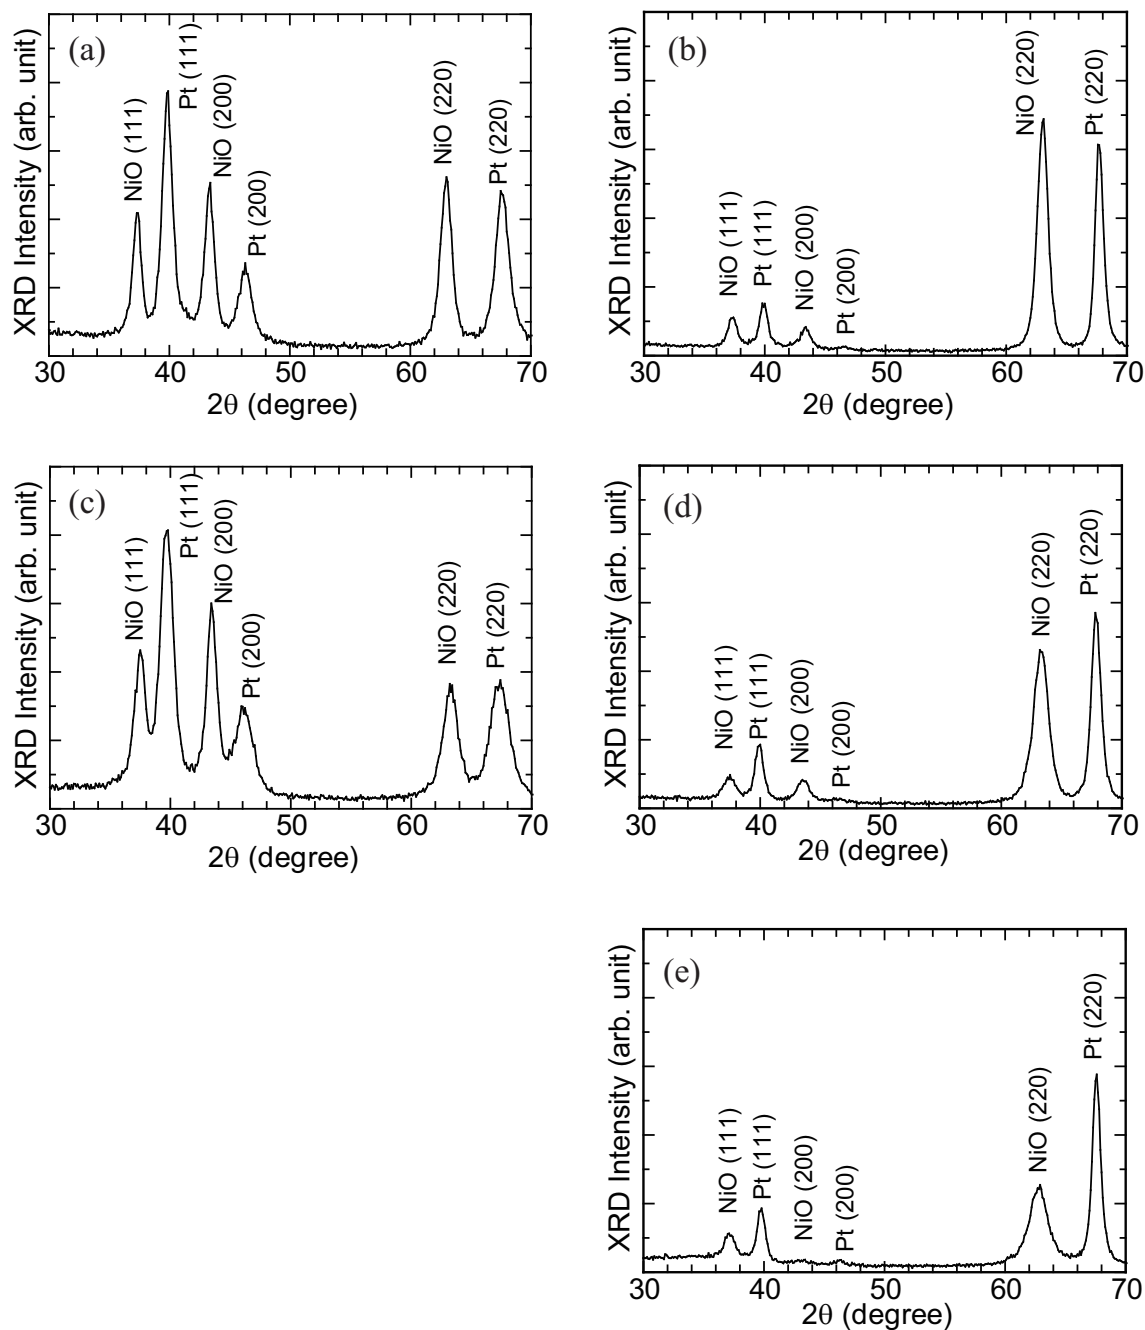 (a)
XRD Intensity (arb. unit)
NiO (111)
Pt (111)
NiO (200)
Pt (200)
NiO (220)
Pt (220)
30 40 50 60 70
2θ (degree)
(b)
XRD Intensity (arb. unit)
NiO (111)
Pt (111)
NiO (200)
Pt (200)
NiO (220)
Pt (220)
30 40 50 60 70
2θ (degree)
(c)
XRD Intensity (arb. unit)
NiO (111)
Pt (111)
NiO (200)
Pt (200)
NiO (220)
Pt (220)
30 40 50 60 70
2θ (degree)
(d)
XRD Intensity (arb. unit)
NiO (111)
Pt (111)
NiO (200)
Pt (200)
NiO (220)
Pt (220)
30 40 50 60 70
2θ (degree)
(e)
XRD Intensity (arb. unit)
NiO (111)
Pt (111)
NiO (200)
Pt (200)
NiO (220)
Pt (220)
30 40 50 60 70
2θ (degree)